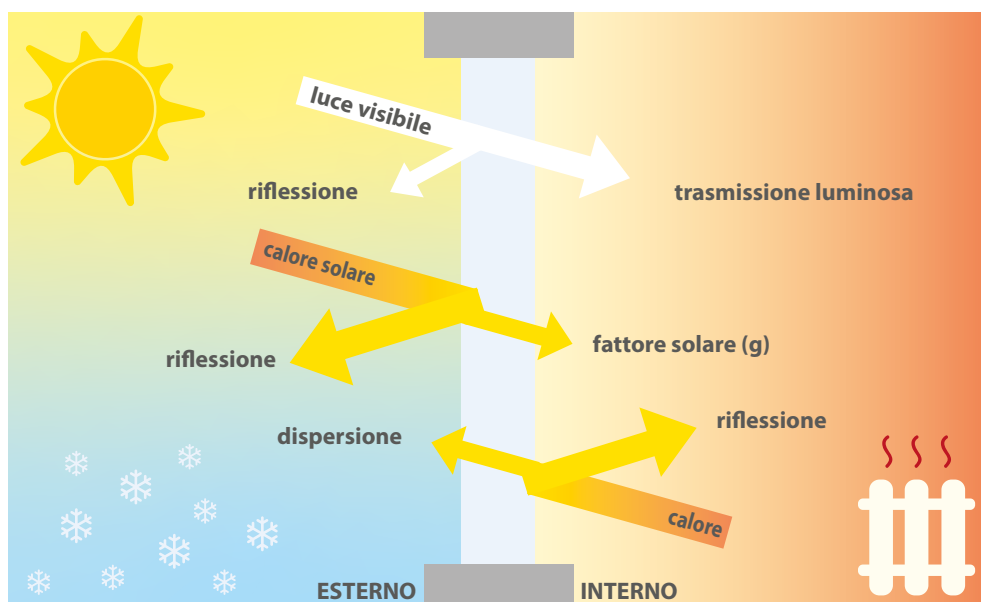 luce visibile
riflessione
trasmissione luminosa
calore solare
riflessione
fattore solare (g)
riflessione
dispersione
calore
ESTERNO
INTERNO